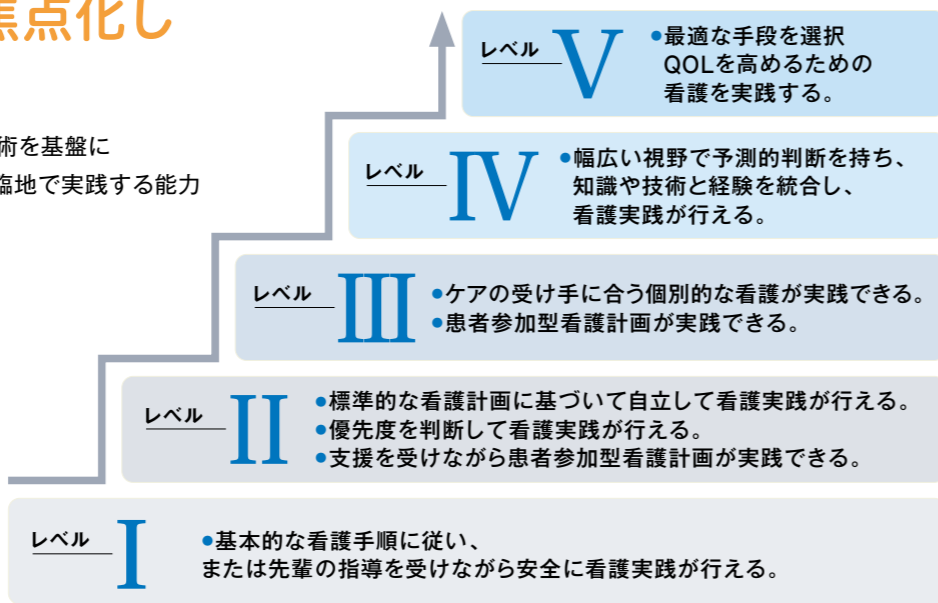 焦点化し
術を基盤に
臨地で実践する能力
レベル V
●最適な手段を選択
QOLを高めるための
看護を実践する。
レベル IV
●幅広い視野で予測的判断を持ち、
知識や技術と経験を統合し、
看護実践が行える。
レベル III
●ケアの受け手に合う個別的な看護が実践できる。
●患者参加型看護計画が実践できる。
レベル II
●標準的な看護計画に基づいて自立して看護実践が行える。
●優先度を判断して看護実践が行える。
●支援を受けながら患者参加型看護計画が実践できる。
レベル I
●基本的な看護手順に従い、
または先輩の指導を受けながら安全に看護実践が行える。